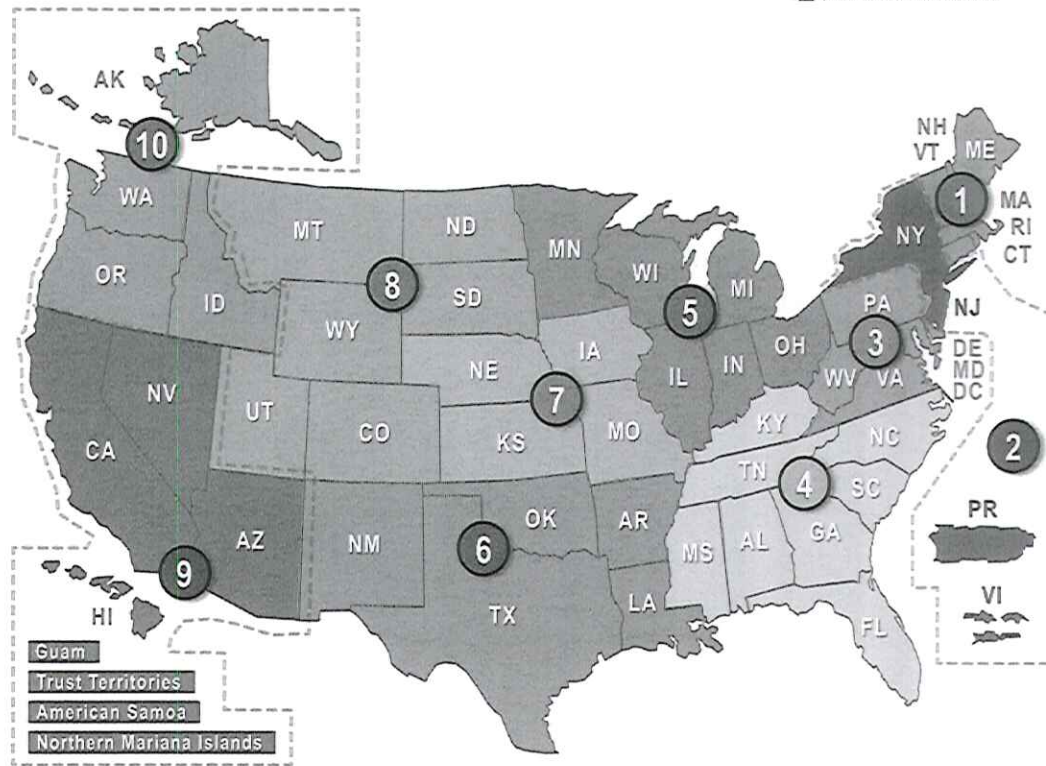 AK
10
NH
VT
ME
WA
1
MA
RI
CT
MT
ND
MN
NY
OR
ID
8
SD
WI
5
MI
PA
NJ
WY
3
DE
MD
DC
NE
IA
IL
IN
OH
WV
VA
NV
UT
CO
7
KS
MO
KY
CA
NC
2
TN
4
SC
PR
AZ
NM
6
OK
AR
MS
AL
GA
9
HI
TX
LA
VI
FL
Guam
Trust Territories
American Samoa
Northern Mariana Islands